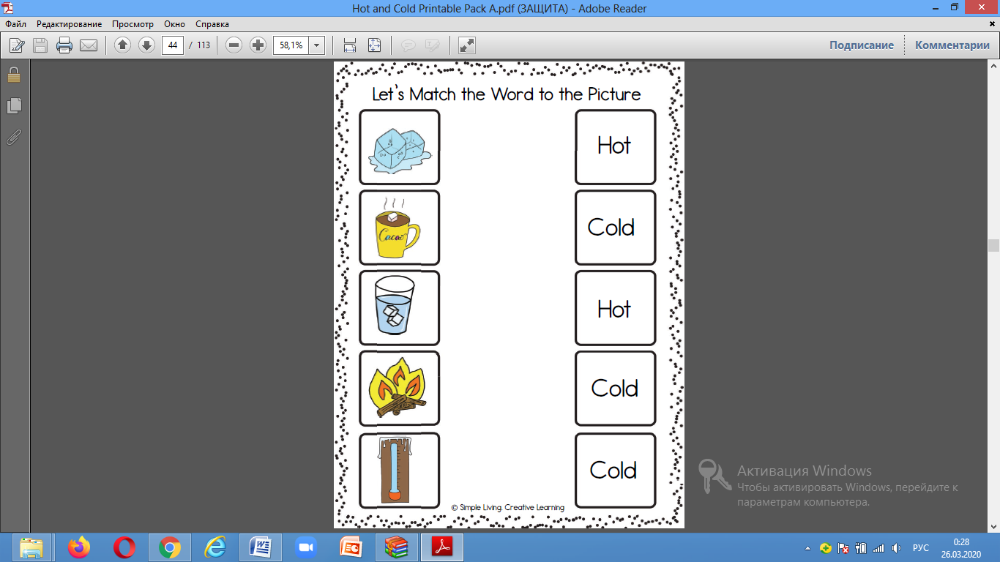 Hot and Cold Printable Pack A.pdf (ЗАЩИТА) - Adobe Reader
Файл Редактирование Просмотр Окно Справка
44 / 113 58,1% Подписание Комментарии
Let's Match the Word to the Picture
Hot
Cacao
Cold
Hot
Cold
Cold
© Simple Living. Creative Learning
Активация Windows
Чтобы активировать Windows, перейдите к
параметрам компьютера.
РУС
0:28
26.03.2020